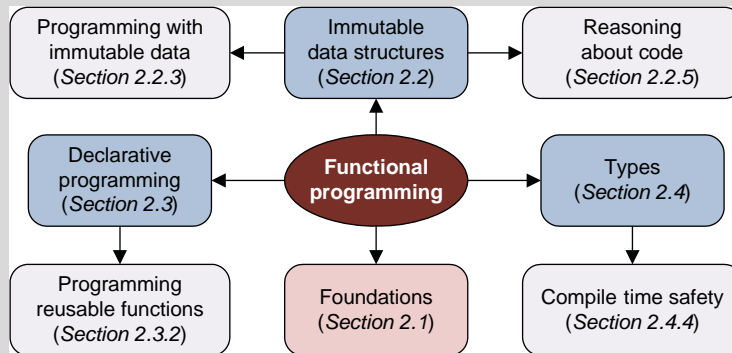 Programming with
immutable data
(Section 2.2.3)
Immutable
data structures
(Section 2.2)
Reasoning
about code
(Section 2.2.5)
Declarative
programming
(Section 2.3)
Functional
programming
Types
(Section 2.4)
Programming
reusable functions
(Section 2.3.2)
Foundations
(Section 2.1)
Compile time safety
(Section 2.4.4)